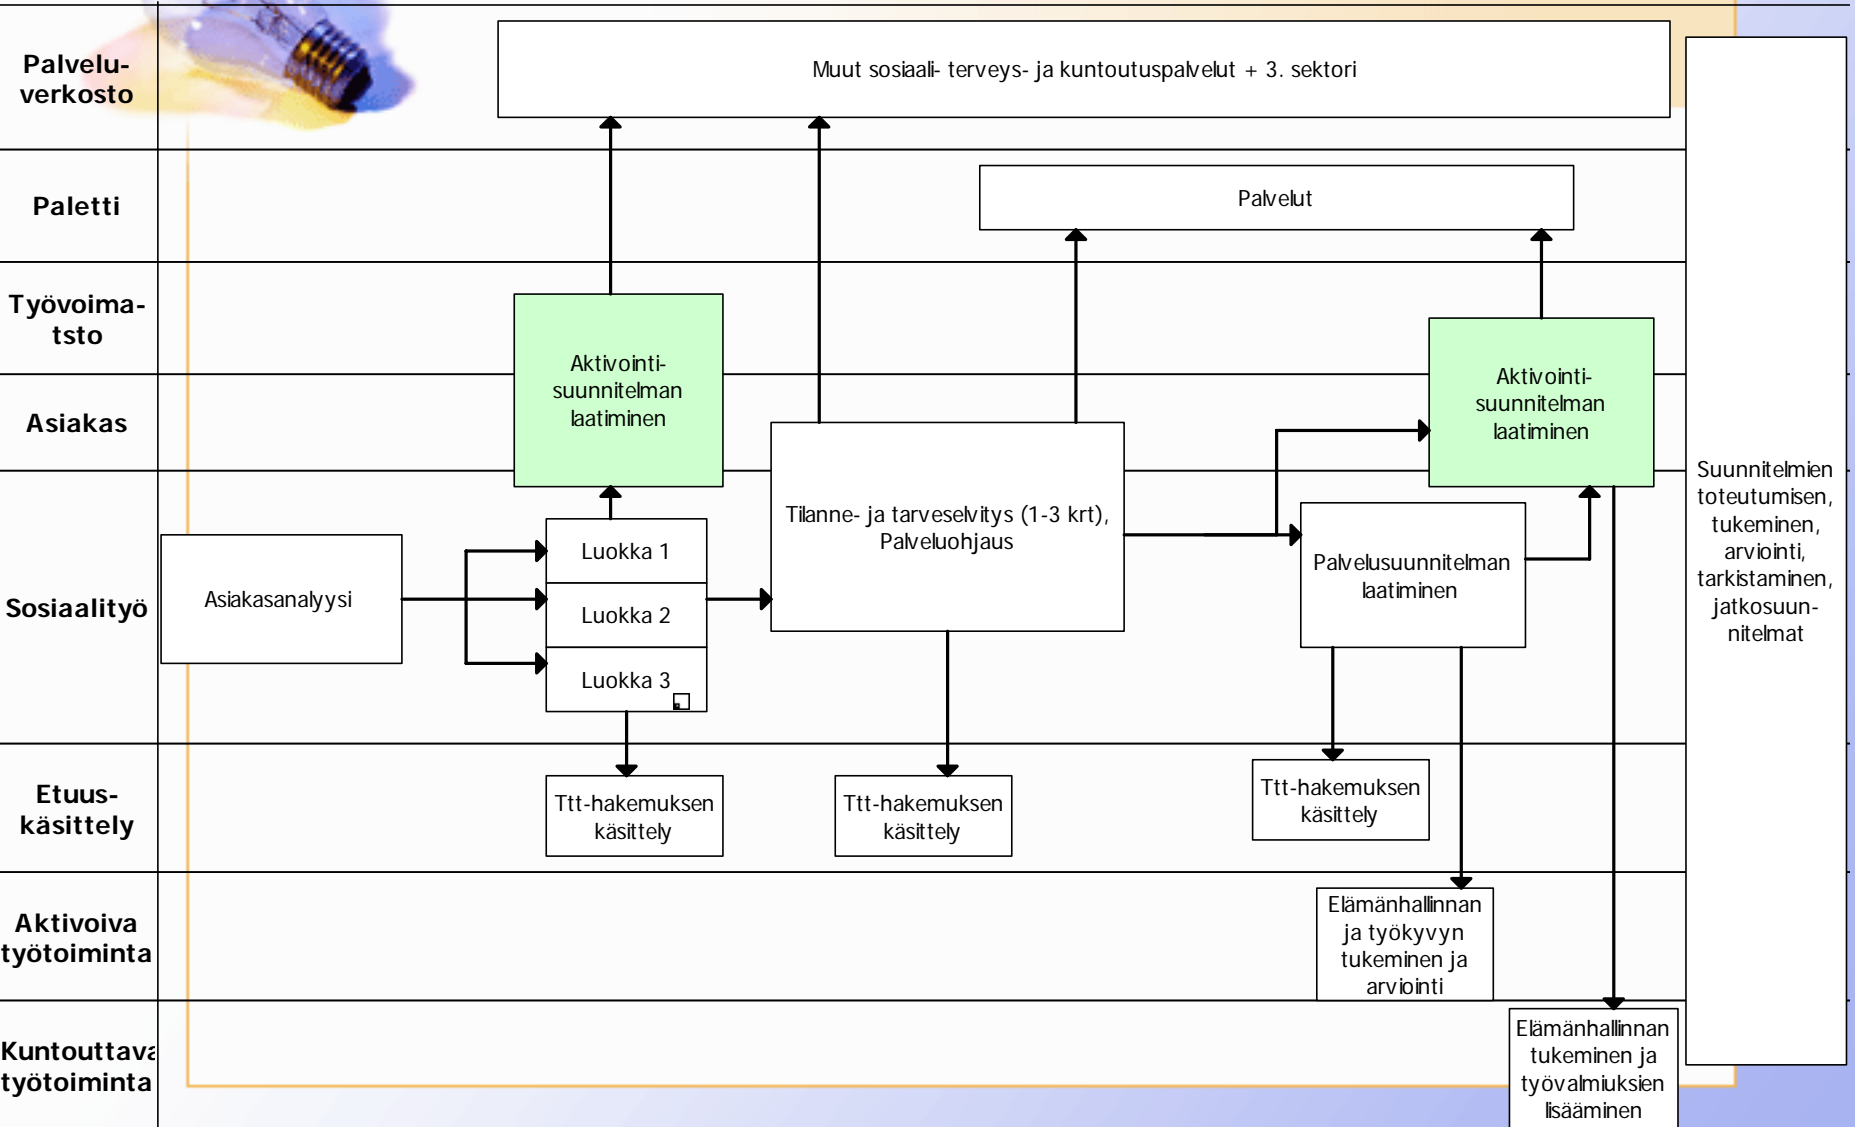 Palvelu-
verkosto
Muut sosiaali- terveys- ja kuntoutuspalvelut + 3. sektori
Paletti
Palvelut
Työvoima-
tsto
Aktivointi-
suunnitelman
laatiminen
Aktivointi-
suunnitelman
laatiminen
Asiakas
Sosiaalityö
Asiakasanalyysi
Luokka 1
Luokka 2
Luokka 3
Tilanne- ja tarveselvitys (1-3 krt),
Palveluohjaus
Palvelusuunnitelman
laatiminen
Suunnitelmien
toteutumisen,
tukeminen,
arviointi,
tarkistaminen,
jatkosuun-
nitelmat
Etuus-
käsittely
Ttt-hakemuksen
käsittely
Ttt-hakemuksen
käsittely
Ttt-hakemuksen
käsittely
Aktivoiva
työtoiminta
Elämänhallinnan
ja työkyvyn
tukeminen ja
arviointi
Kuntouttava
työtoiminta
Elämänhallinnan
tukeminen ja
työvalmiuksien
lisääminen